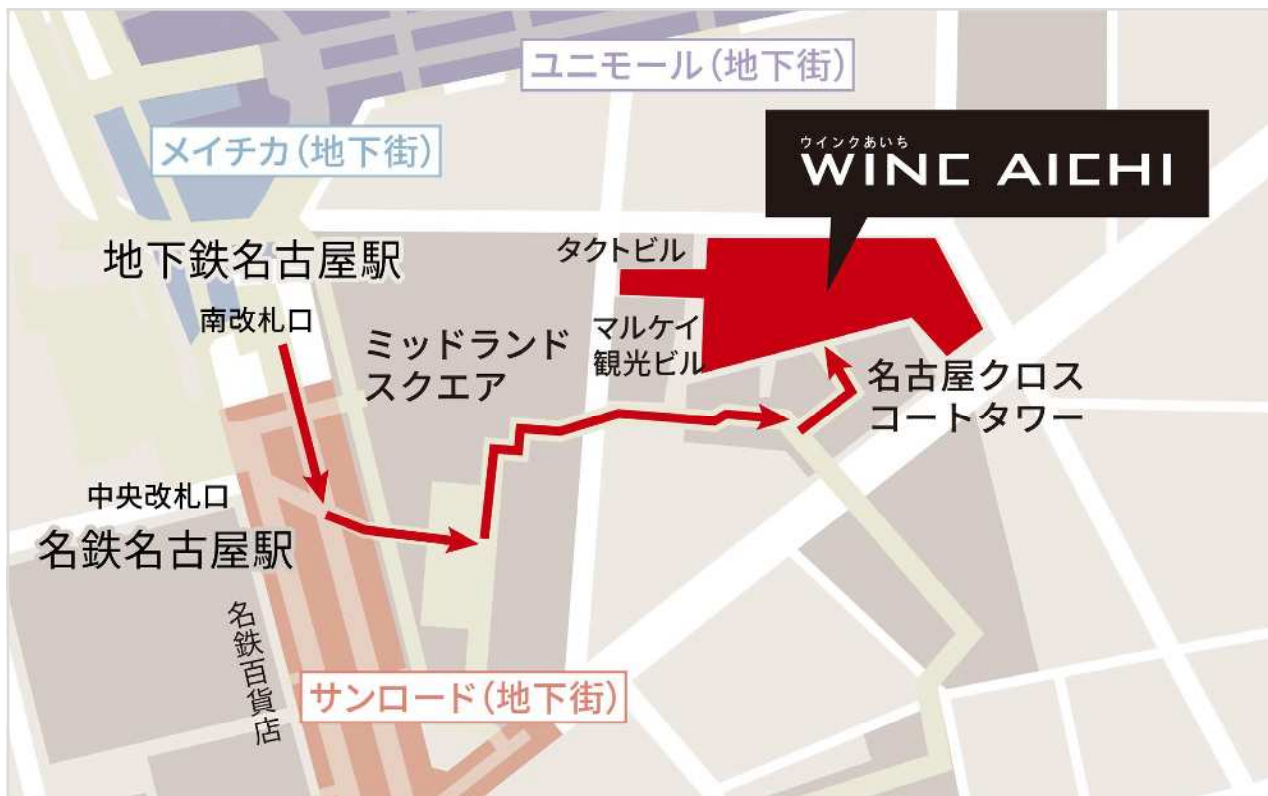 ユニモール(地下街)
メイチカ(地下街)
ウインクあいち
WINC AICHI
地下鉄名古屋駅
南改札口
タクトビル
ミッドランド
スクエア
マルケイ
観光ビル
名古屋クロス
コートタワー
中央改札口
名鉄名古屋駅
名鉄百貨店
サンロード(地下街)